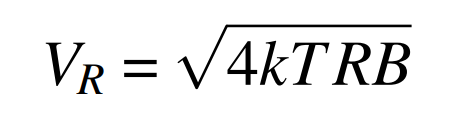 V_R = √4kTRB